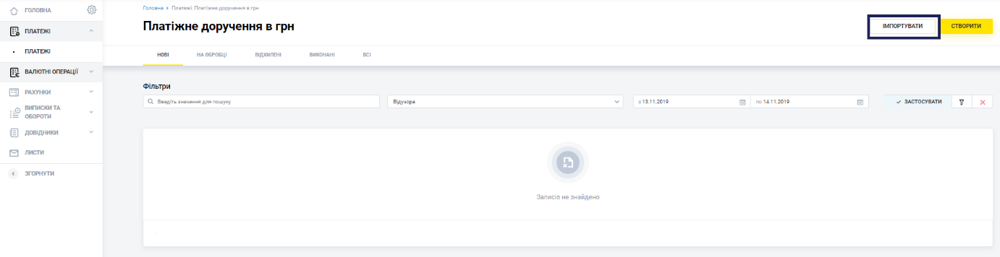 ГОЛОВНА
ПЛАТЕЖІ
ПЛАТЕЖІ
ВАЛЮТНІ ОПЕРАЦІЇ
РАХУНКИ
ВИПИСКИ ТА
ОБОРОТИ
ДОВІДНИКИ
ЛИСТИ
ЗГОРНУТИ
Головна > Платежі: Платіжне доручення в грн
Платіжне доручення в грн
ІМПОРТУВАТИ СТВОРИТИ
НОВІ НА ОБРОБЦІ ВІДХИЛЕНІ ВИКОНАНІ ВСІ
Фільтри
Введіть значення для пошуку Відучора з 13.11.2019 по 14.11.2019 ЗАСТОСУВАТИ
Записів не знайдено